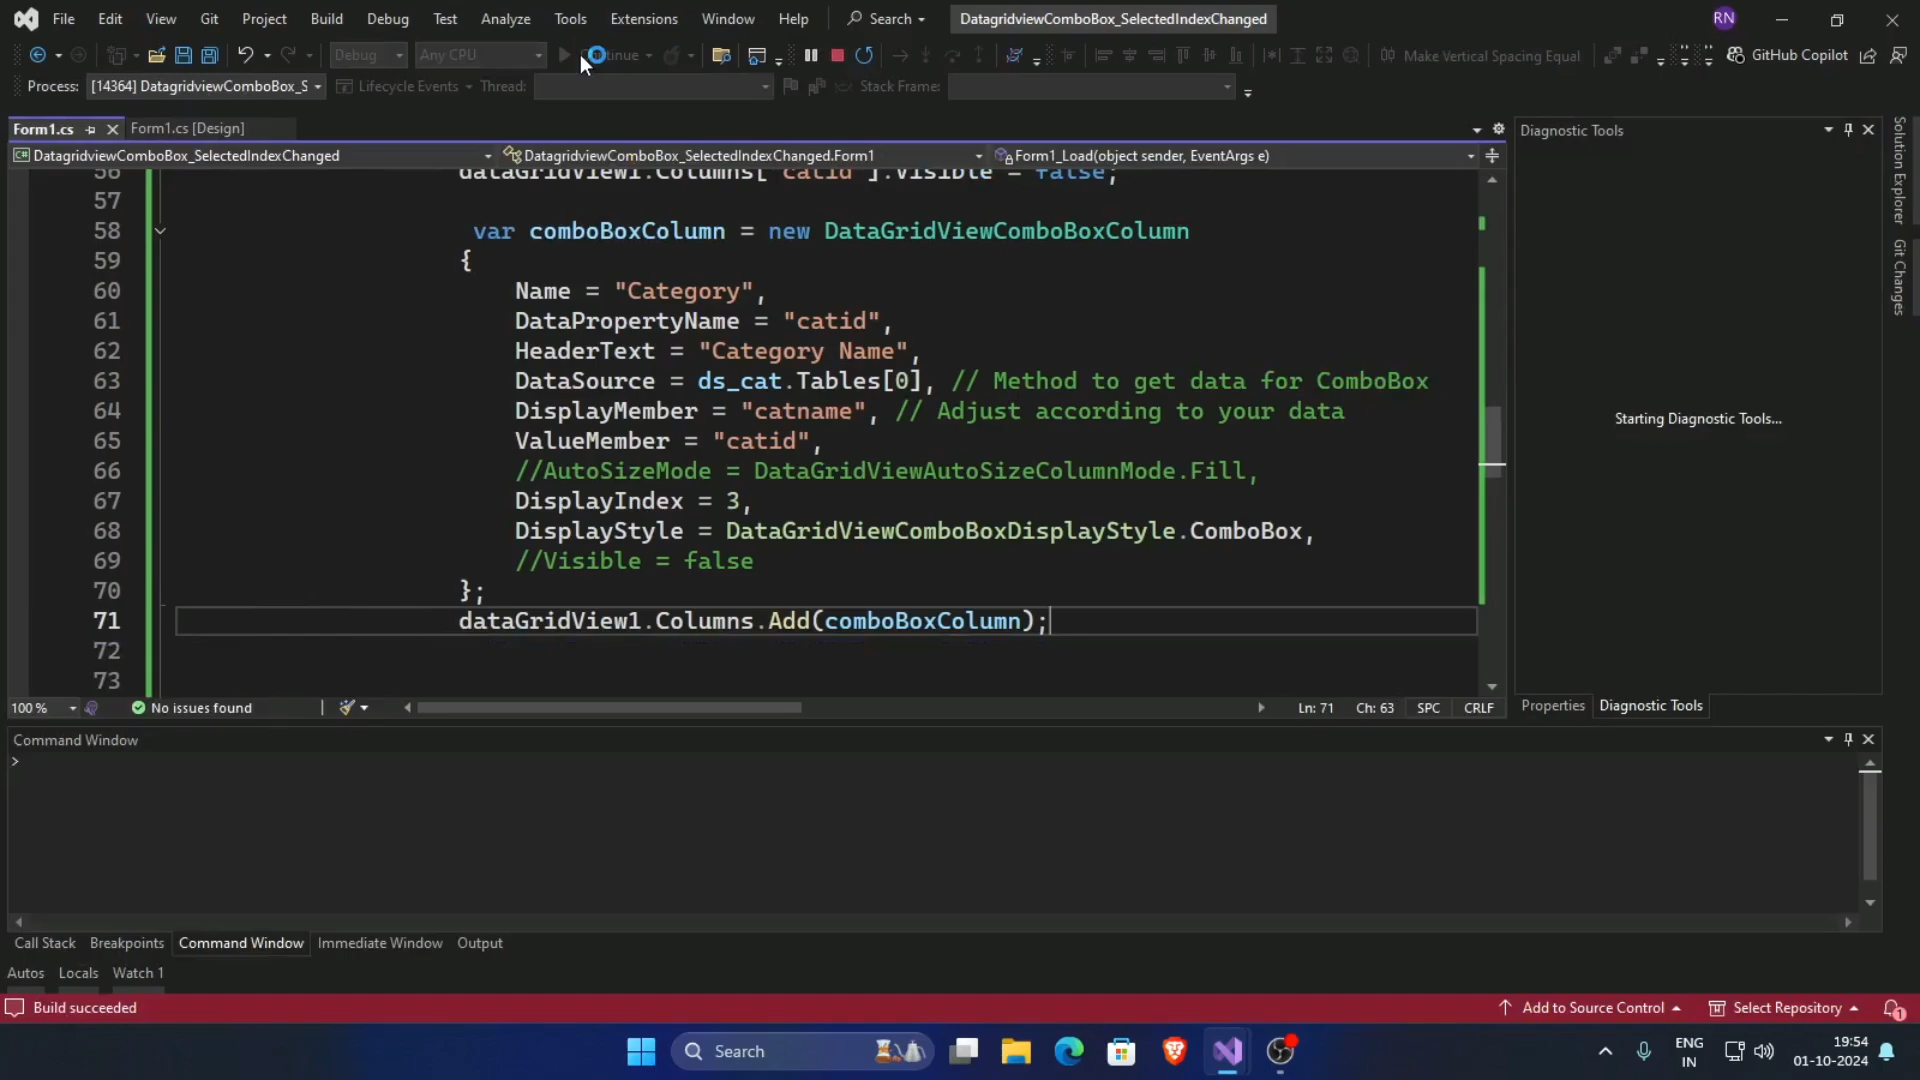 File Edit View Git Project Build Debug Test Analyze Tools Extensions Window Help Search DatagridviewComboBox_SelectedIndexChanged RN
Debug Any CPU Make Vertical Spacing Equal GitHub Copilot
Process: [14364] DatagridviewComboBox_S Lifecycle Events Thread: Stack Frame:
Form1.cs Form1.cs [Design] Diagnostic Tools
DatagridviewComboBox_SelectedIndexChanged DatagridviewComboBox_SelectedIndexChanged.Form1 Form1_Load(object sender, EventArgs e)
56 dataGridView1.Columns["catid"].Visible = false;
57
58 var comboBoxColumn = new DataGridViewComboBoxColumn
59 {
60 Name = "Category",
61 DataPropertyName = "catid",
62 HeaderText = "Category Name",
63 DataSource = ds_cat.Tables[0], // Method to get data for ComboBox
64 DisplayMember = "catname", // Adjust according to your data
65 ValueMember = "catid",
66 //AutoSizeMode = DataGridViewAutoSizeColumnMode.Fill,
67 DisplayIndex = 3,
68 DisplayStyle = DataGridViewComboBoxDisplayStyle.ComboBox,
69 //Visible = false
70 };
71 dataGridView1.Columns.Add(comboBoxColumn);
72
73
Starting Diagnostic Tools...
Solution Explorer
Git Changes
100 % No issues found Ln: 71 Ch: 63 SPC CRLF
Properties Diagnostic Tools
Command Window
>
Call Stack Breakpoints Command Window Immediate Window Output
Autos Locals Watch 1
Build succeeded Add to Source Control Select Repository 1
Search
ENG
IN
19:54
01-10-2024